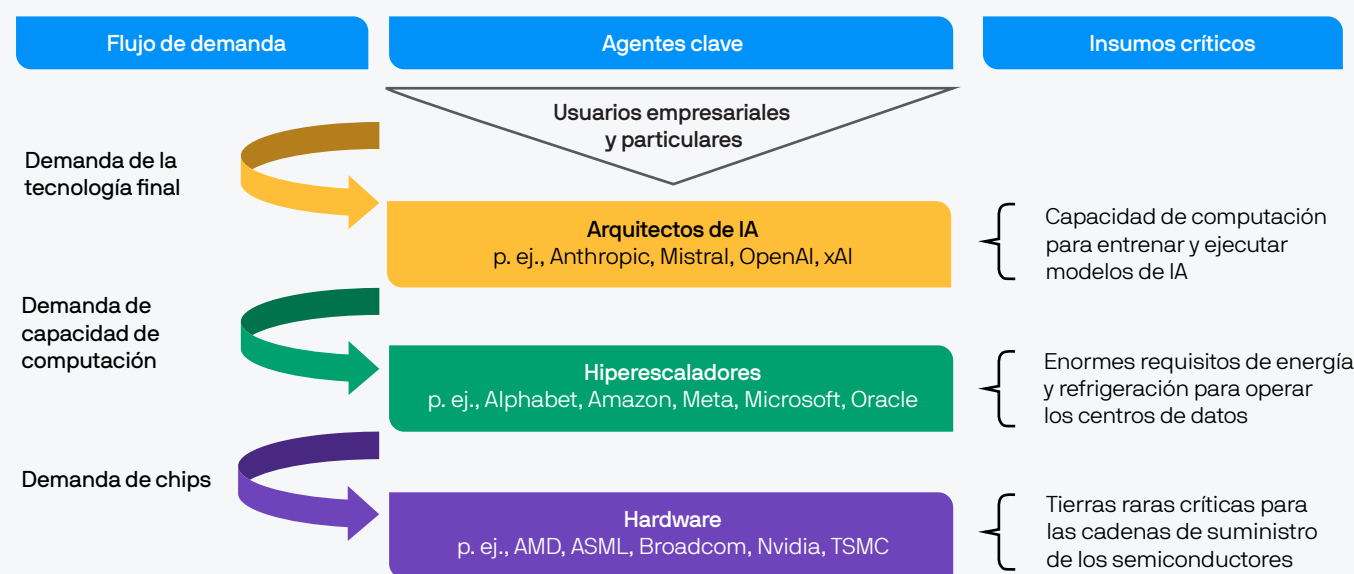 Flujo de demanda
Agentes clave
Insumos críticos
Usuarios empresariales
y particulares
Demanda de la
tecnología final
Arquitectos de IA
p. ej., Anthropic, Mistral, OpenAI, xAI
Capacidad de computación
para entrenar y ejecutar
modelos de IA
Demanda de
capacidad de
computación
Hiperescaladores
p. ej., Alphabet, Amazon, Meta, Microsoft, Oracle
Enormes requisitos de energía
y refrigeración para operar
los centros de datos
Demanda de chips
Hardware
p. ej., AMD, ASML, Broadcom, Nvidia, TSMC
Tierras raras críticas para
las cadenas de suministro
de los semiconductores